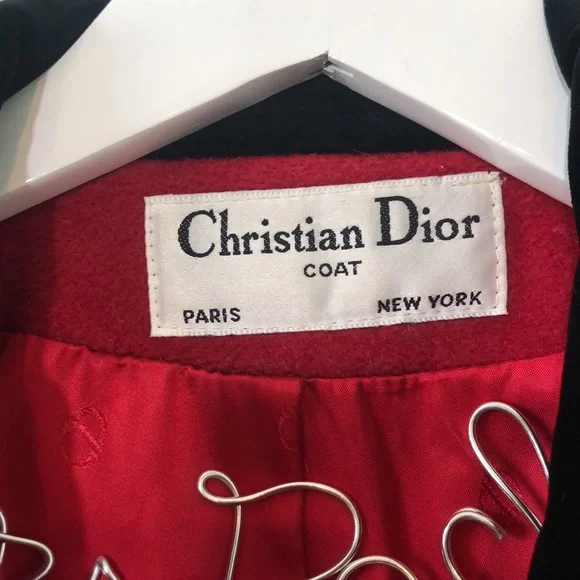 Christian Dior
COAT
PARIS NEW YORK